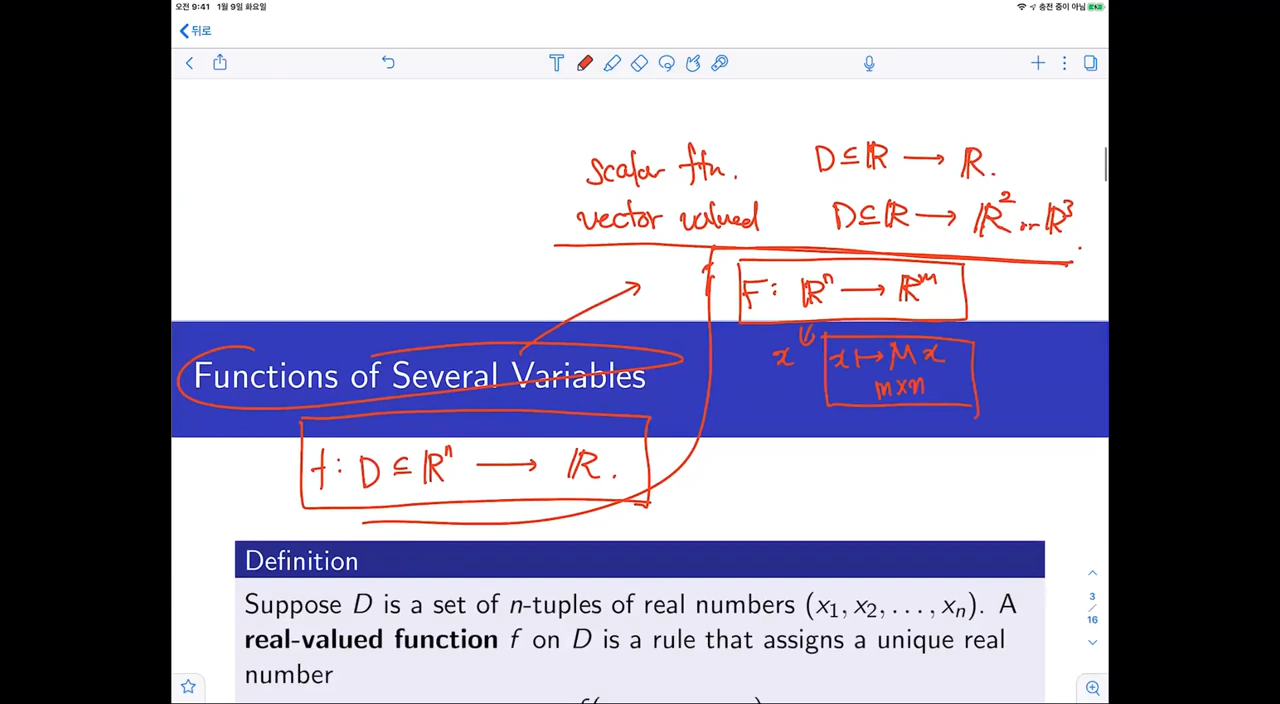 오전 9:41 1월 9일 화요일 충전 중이 아님
뒤로
scalar ftn. D ⊆ ℝ → ℝ.
vector valued D ⊆ ℝ → ℝ² or ℝ³.
F: ℝⁿ → ℝᵐ
x x ↦ M x
m×n
Functions of Several Variables
f: D ⊆ ℝⁿ → ℝ.
Definition
Suppose D is a set of n-tuples of real numbers (x₁, x₂, . . . , xₙ). A
real-valued function f on D is a rule that assigns a unique real
number
3
/
16